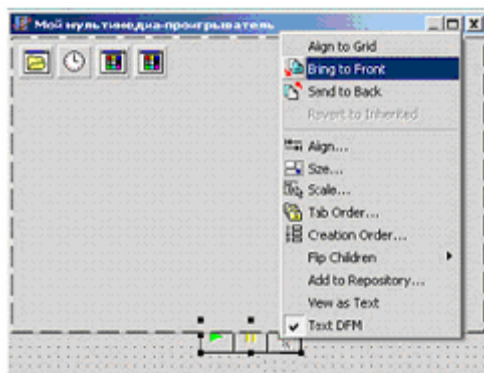 Мой мультимедиа-проигрыватель
Align to Grid
Bring to Front
Send to Back
Revert to Inherited
Align...
Size...
Scale...
Tab Order...
Creation Order...
Flip Children
Add to Repository...
View as Text
Text DFM